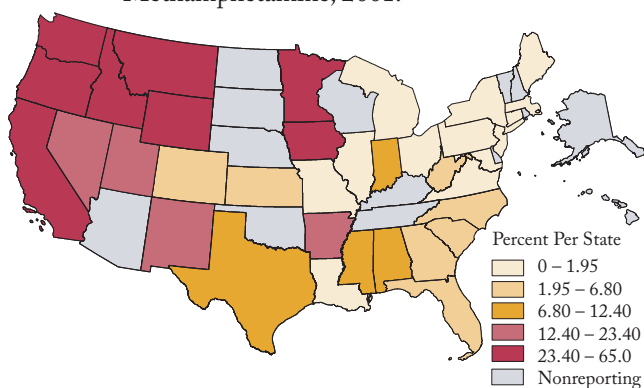 Methamphetamine, 2001.
Percent Per State
0 – 1.95
1.95 – 6.80
6.80 – 12.40
12.40 – 23.40
23.40 – 65.0
Nonreporting